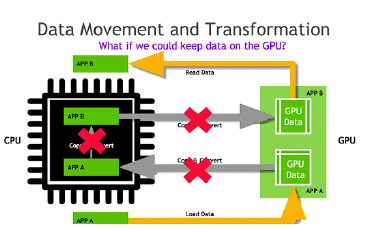 Data Movement and Transformation
What if we could keep data on the GPU?
APP B
Read Data
APP B
APP B
GPU
Data
CPU
GPU
GPU
Data
APP A
APP A
APP A
Load Data